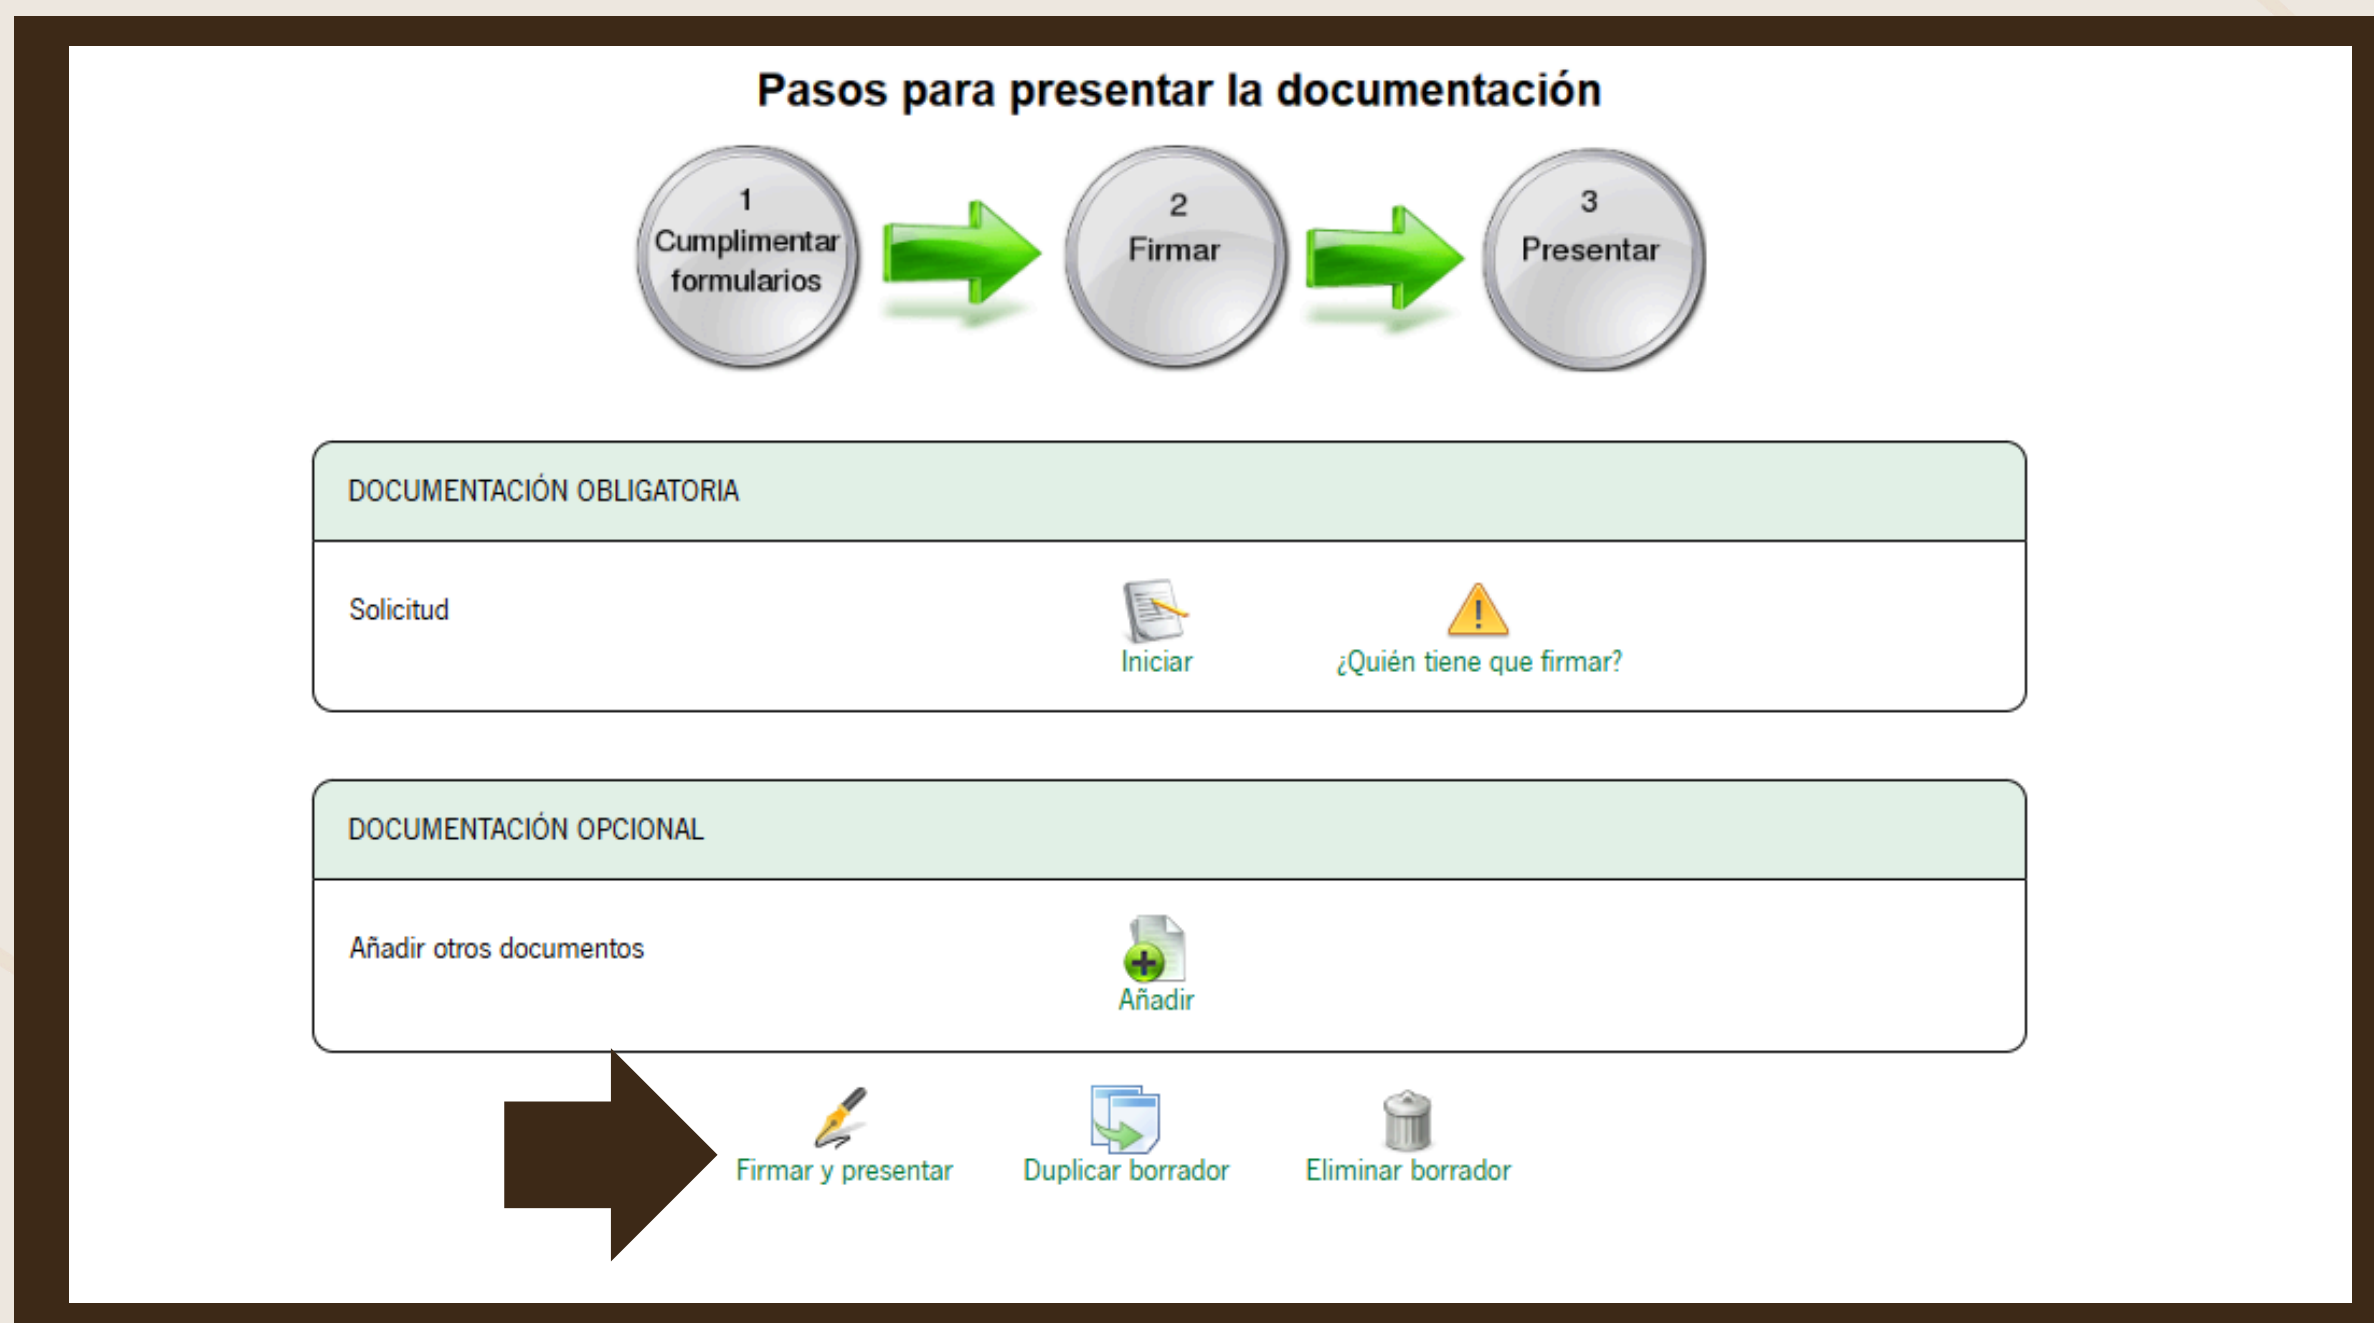 Pasos para presentar la documentación
1
Cumplimentar
formularios
2
Firmar
3
Presentar
DOCUMENTACIÓN OBLIGATORIA
Solicitud
Iniciar
¿Quién tiene que firmar?
DOCUMENTACIÓN OPCIONAL
Añadir otros documentos
Añadir
Firmar y presentar
Duplicar borrador
Eliminar borrador